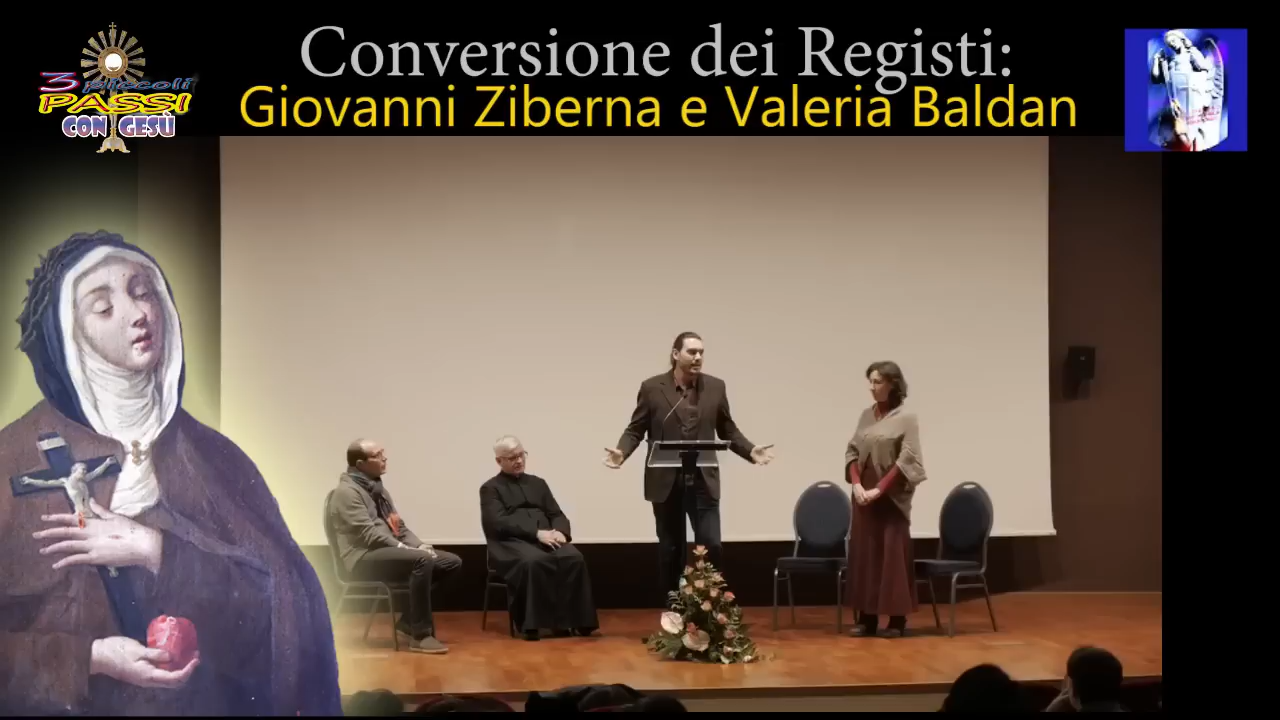 Conversione dei Registi:
Giovanni Ziberna e Valeria Baldan
3 piccoli
PASSI
CON GESÙ